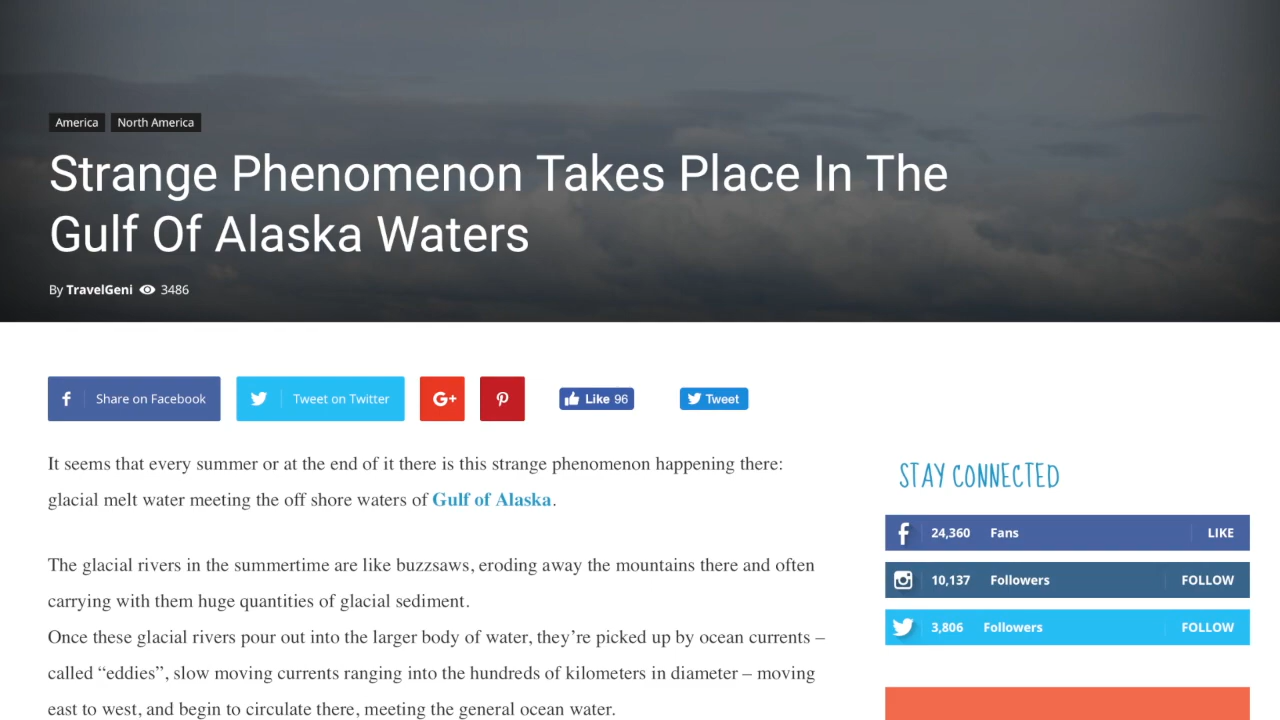 America North America
Strange Phenomenon Takes Place In The
Gulf Of Alaska Waters
By TravelGeni 3486
Share on Facebook Tweet on Twitter G+ Like 96 Tweet
It seems that every summer or at the end of it there is this strange phenomenon happening there:
glacial melt water meeting the off shore waters of Gulf of Alaska.
The glacial rivers in the summertime are like buzzsaws, eroding away the mountains there and often
carrying with them huge quantities of glacial sediment.
Once these glacial rivers pour out into the larger body of water, they’re picked up by ocean currents –
called “eddies”, slow moving currents ranging into the hundreds of kilometers in diameter – moving
east to west, and begin to circulate there, meeting the general ocean water.
STAY CONNECTED
24,360 Fans LIKE
10,137 Followers FOLLOW
3,806 Followers FOLLOW